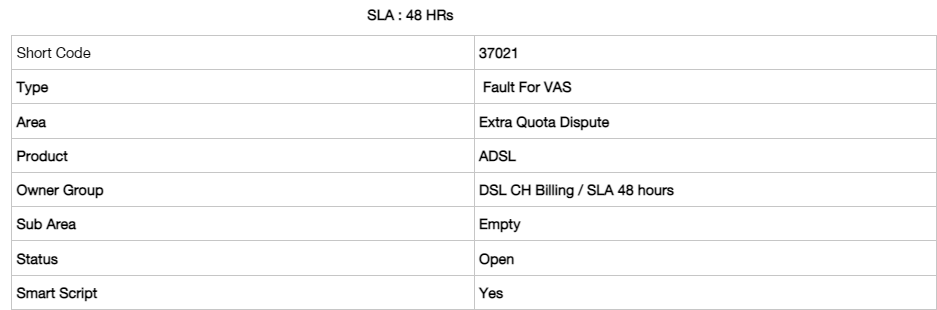 SLA : 48 HRs
Short Code 37021
Type Fault For VAS
Area Extra Quota Dispute
Product ADSL
Owner Group DSL CH Billing / SLA 48 hours
Sub Area Empty
Status Open
Smart Script Yes